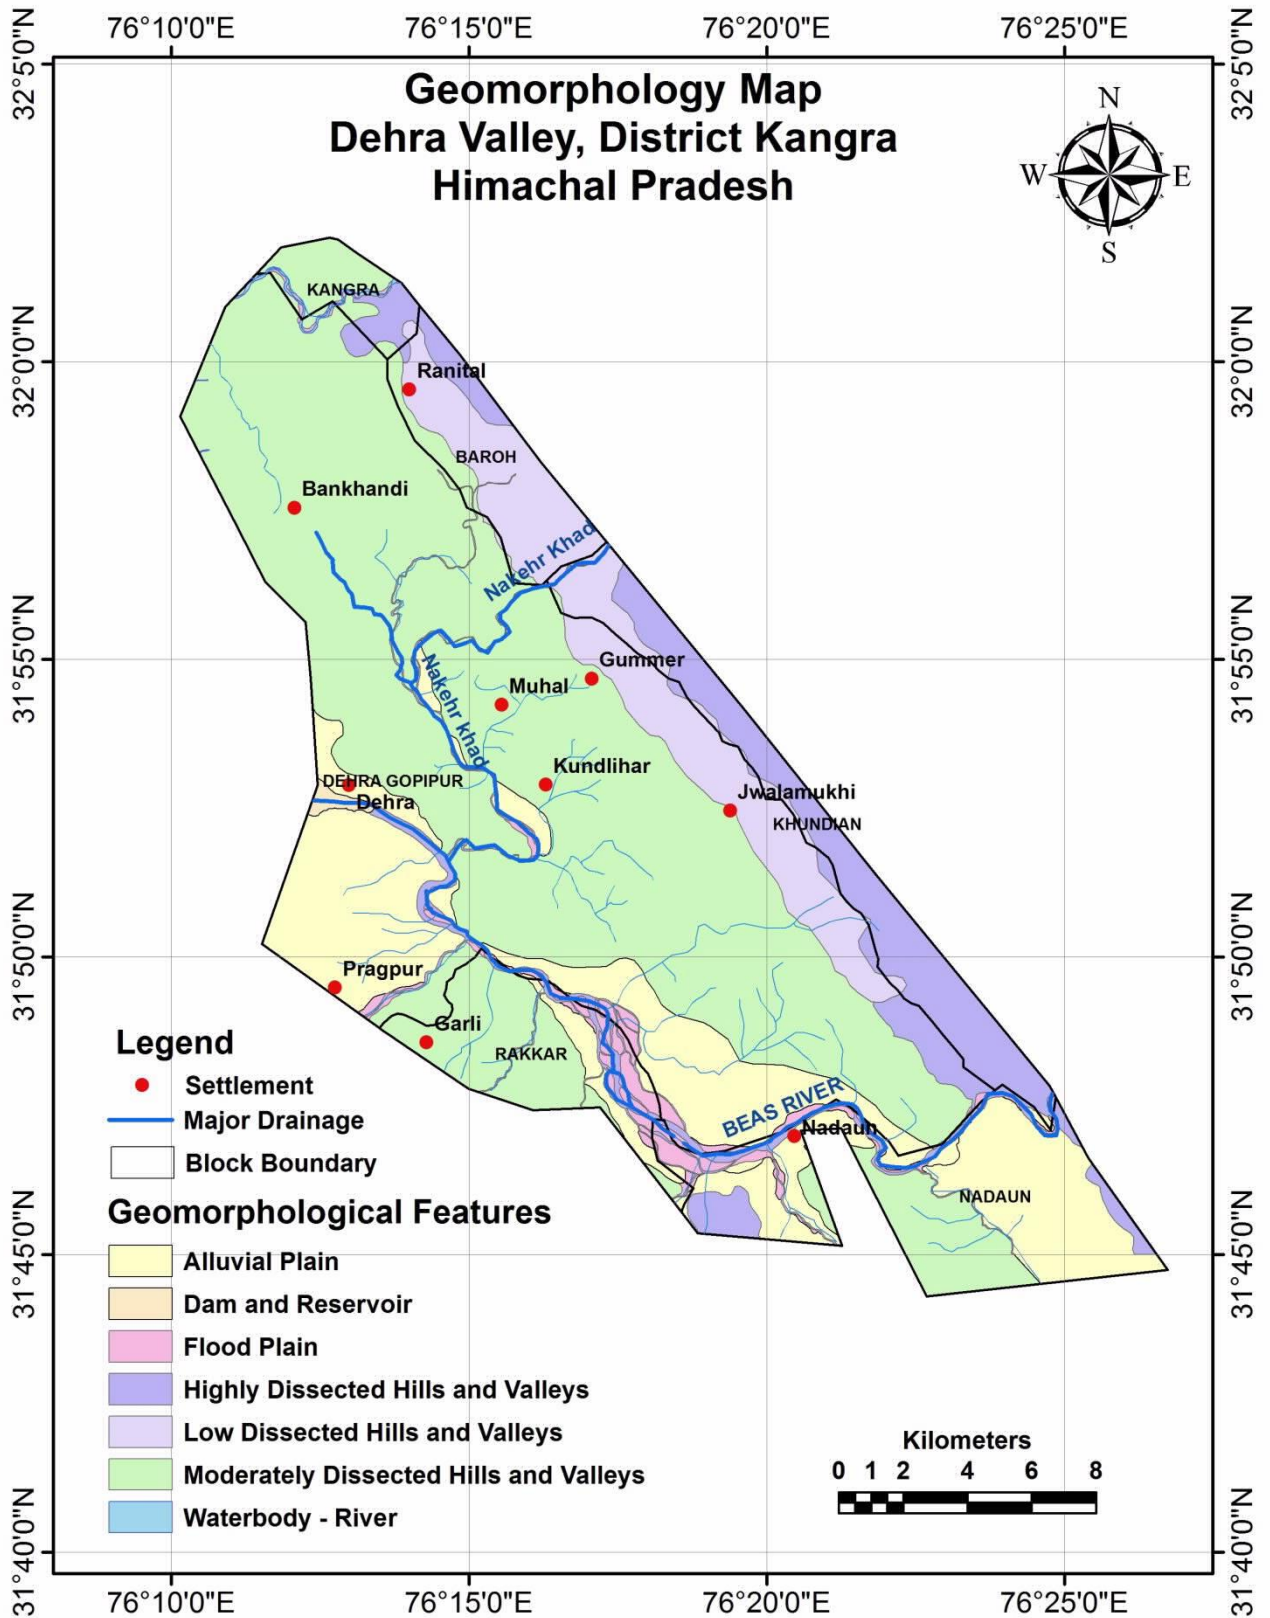 76°10'0"E 76°15'0"E 76°20'0"E 76°25'0"E
32°5'0"N 32°5'0"N
Geomorphology Map
Dehra Valley, District Kangra
Himachal Pradesh
N
W E
S
KANGRA
32°0'0"N 32°0'0"N
Ranital
BAROH
Bankhandi
Nakehr Khad
31°55'0"N 31°55'0"N
Gummer
Nakehr khad
Muhal
Kundlihar
DEHRA GOPIPUR
Dehra
Jwalamukhi
KHUNDIAN
31°50'0"N 31°50'0"N
Pragpur
Garli
RAKKAR
BEAS RIVER
Nadaun
NADAUN
31°45'0"N 31°45'0"N
Legend
Settlement
Major Drainage
Block Boundary
Geomorphological Features
Alluvial Plain
Dam and Reservoir
Flood Plain
Highly Dissected Hills and Valleys
Low Dissected Hills and Valleys
Moderately Dissected Hills and Valleys
Waterbody - River
Kilometers
0 1 2 4 6 8
31°40'0"N 31°40'0"N
76°10'0"E 76°15'0"E 76°20'0"E 76°25'0"E